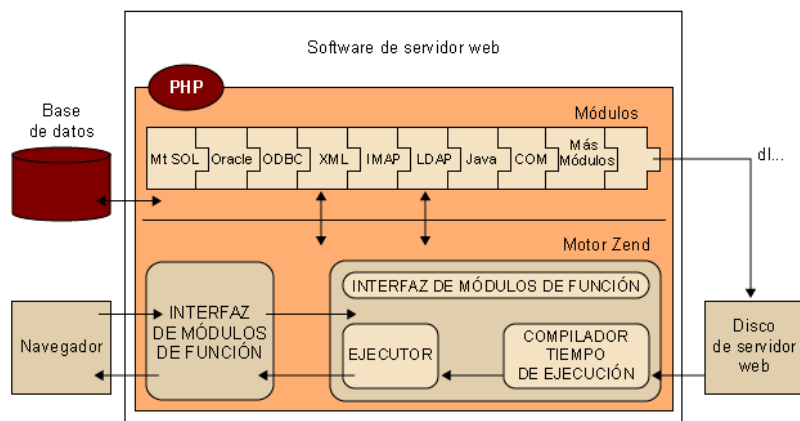 Software de servidor web
PHP
Módulos
Base
de datos
Mt SOL
Oracle
ODBC
XML
IMAP
LDAP
Java
COM
Más
Módulos
dl...
Motor Zend
INTERFAZ DE MÓDULOS DE FUNCIÓN
INTERFAZ
DE MÓDULOS
DE FUNCIÓN
Navegador
EJECUTOR
COMPILADOR
TIEMPO
DE EJECUCIÓN
Disco
de servidor
web